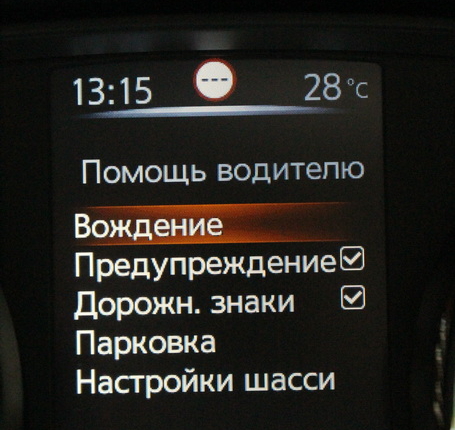 13:15 --- 28°C
Помощь водителю
Вождение
Предупреждение
Дорожн. знаки
Парковка
Настройки шасси